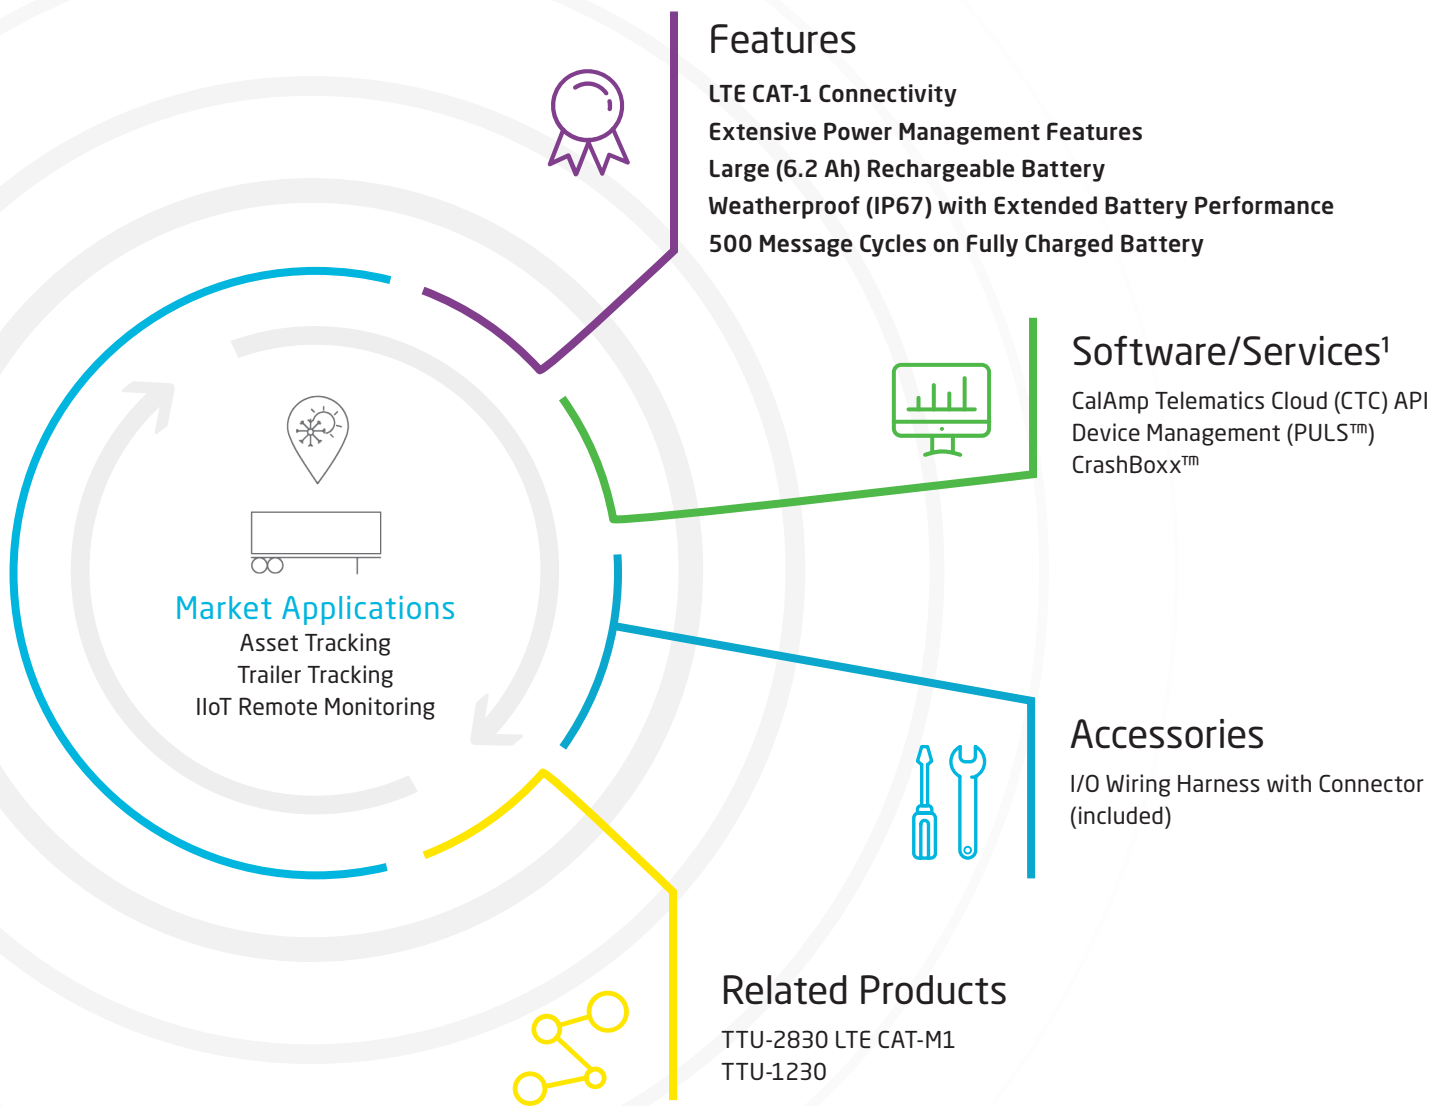 Features
LTE CAT-1 Connectivity
Extensive Power Management Features
Large (6.2 Ah) Rechargeable Battery
Weatherproof (IP67) with Extended Battery Performance
500 Message Cycles on Fully Charged Battery
Software/Services¹
CalAmp Telematics Cloud (CTC) API
Device Management (PULS™)
CrashBoxx™
Market Applications
Asset Tracking
Trailer Tracking
IIoT Remote Monitoring
Accessories
I/O Wiring Harness with Connector
(included)
Related Products
TTU-2830 LTE CAT-M1
TTU-1230